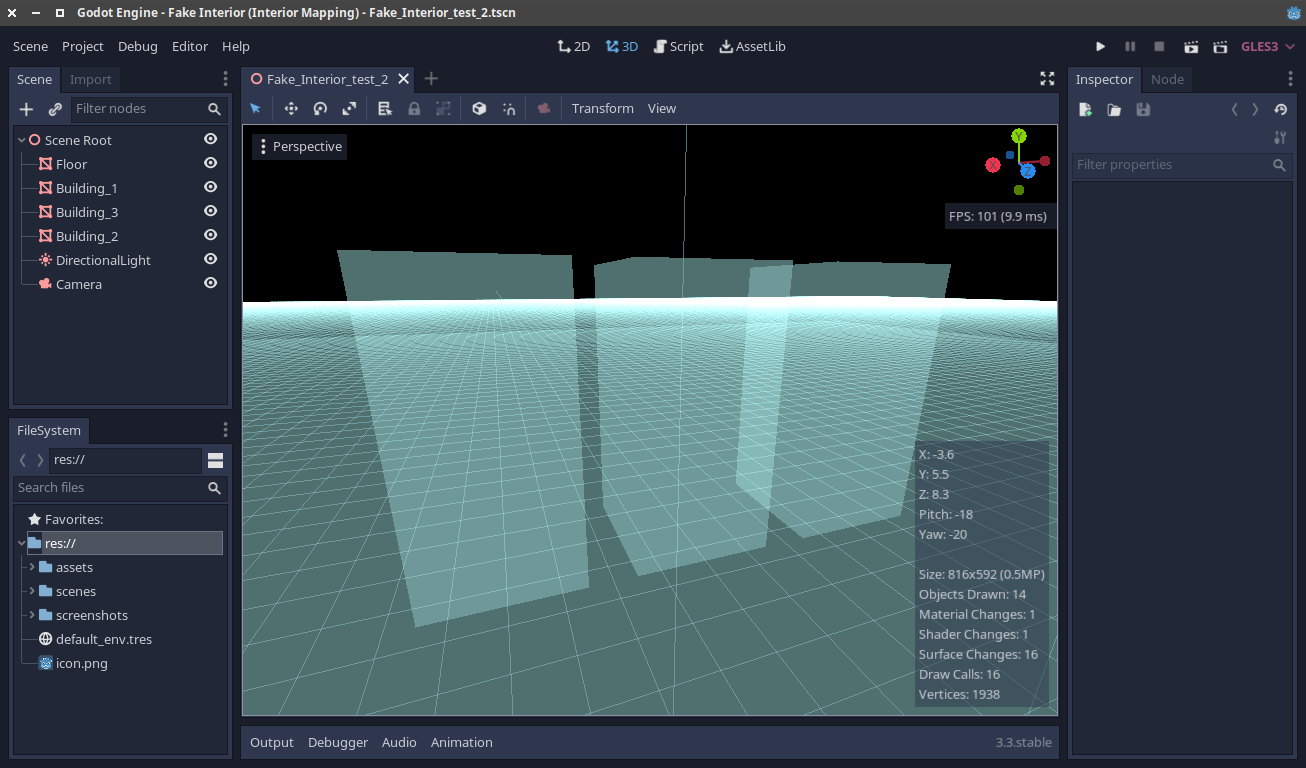 Godot Engine - Fake Interior (Interior Mapping) - Fake_Interior_test_2.tscn
Scene Project Debug Editor Help
2D 3D Script AssetLib
GLES3
Scene Import
Filter nodes
Scene Root
Floor
Building_1
Building_3
Building_2
DirectionalLight
Camera
FileSystem
res://
Search files
Favorites:
res://
assets
scenes
screenshots
default_env.tres
icon.png
Fake_Interior_test_2
Transform View
Perspective
Y
Z
FPS: 101 (9.9 ms)
X: -3.6
Y: 5.5
Z: 8.3
Pitch: -18
Yaw: -20
Size: 816x592 (0.5MP)
Objects Drawn: 14
Material Changes: 1
Shader Changes: 1
Surface Changes: 16
Draw Calls: 16
Vertices: 1938
Output Debugger Audio Animation
3.3.stable
Inspector Node
Filter properties